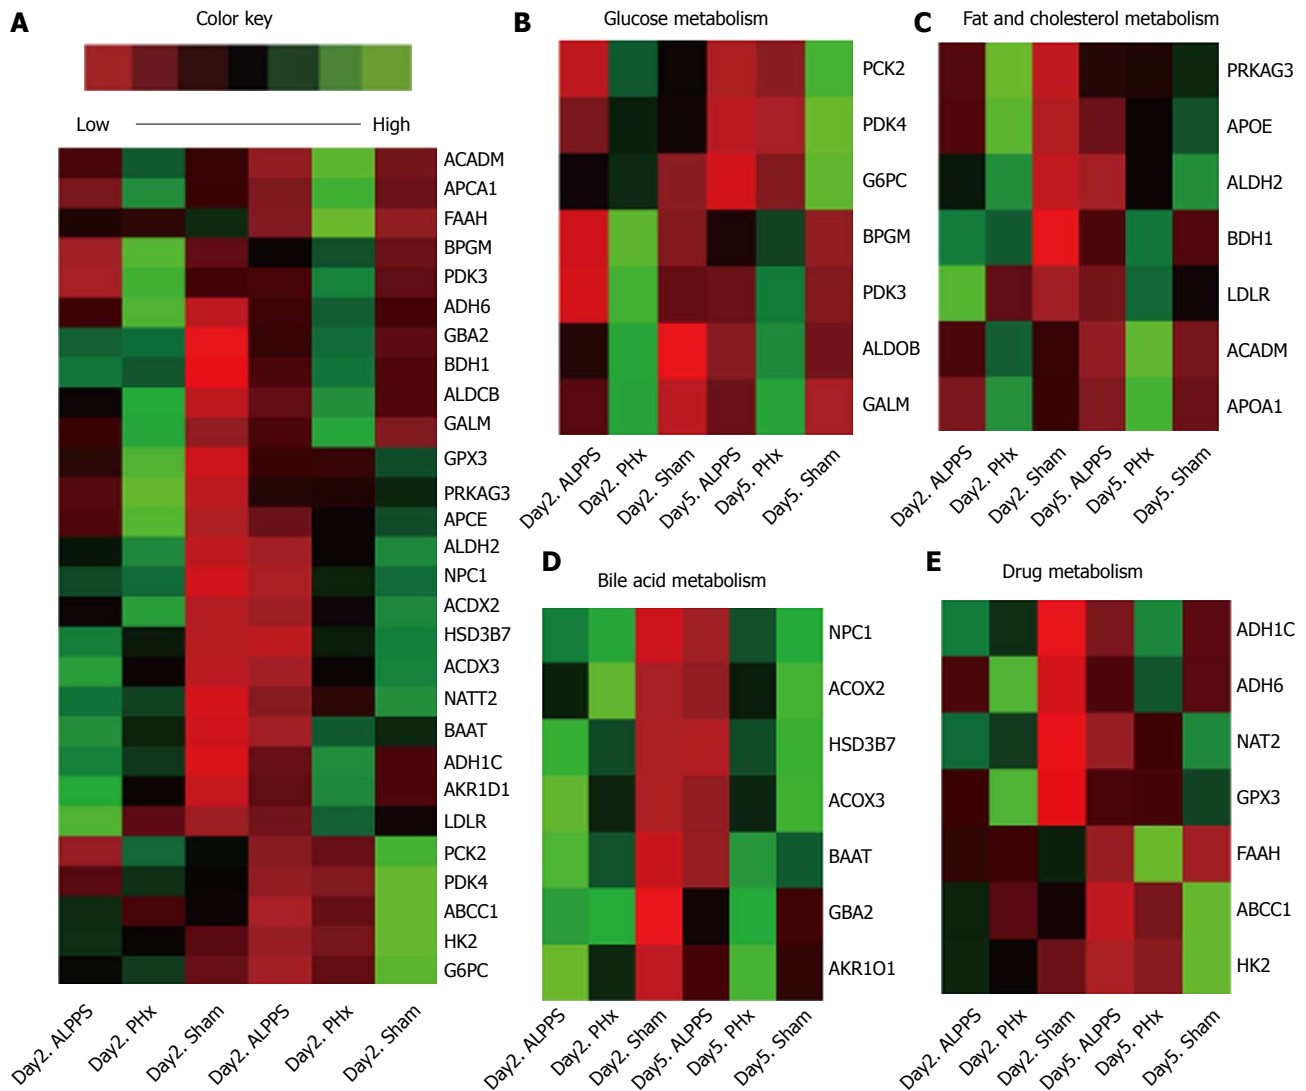 A
Color key
Low
High
ACADM
APCA1
FAAH
BPGM
PDK3
ADH6
GBA2
BDH1
ALDCB
GALM
GPX3
PRKAG3
APCE
ALDH2
NPC1
ACDX2
HSD3B7
ACDX3
NATT2
BAAT
ADH1C
AKR1D1
LDLR
PCK2
PDK4
ABCC1
HK2
G6PC
Day2. ALPPS
Day2. PHx
Day2. Sham
Day2. ALPPS
Day2. PHx
Day2. Sham
B
Glucose metabolism
PCK2
PDK4
G6PC
BPGM
PDK3
ALDOB
GALM
Day2. ALPPS
Day2. PHx
Day2. Sham
Day5. ALPPS
Day5. PHx
Day5. Sham
C
Fat and cholesterol metabolism
PRKAG3
APOE
ALDH2
BDH1
LDLR
ACADM
APOA1
Day2. ALPPS
Day2. PHx
Day2. Sham
Day5. ALPPS
Day5. PHx
Day5. Sham
D
Bile acid metabolism
NPC1
ACOX2
HSD3B7
ACOX3
BAAT
GBA2
AKR1O1
Day2. ALPPS
Day2. PHx
Day2. Sham
Day5. ALPPS
Day5. PHx
Day5. Sham
E
Drug metabolism
ADH1C
ADH6
NAT2
GPX3
FAAH
ABCC1
HK2
Day2. ALPPS
Day2. PHx
Day2. Sham
Day5. ALPPS
Day5. PHx
Day5. Sham